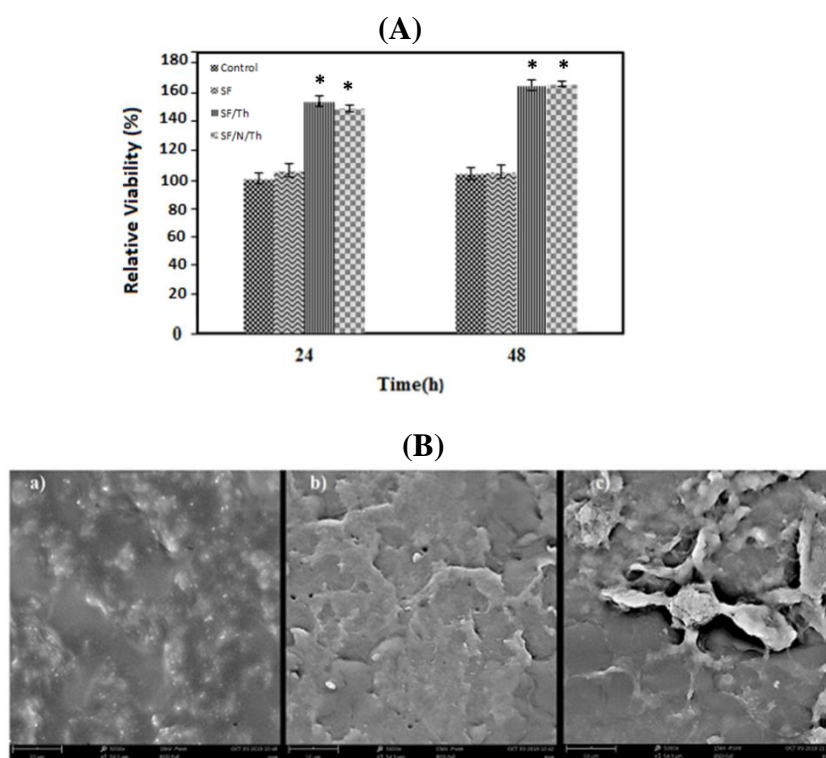 (A)
180
160
140
120
100
80
60
40
20
0
Relative Viability (%)
Control
SF
SF/Th
SF/N/Th
* *
* *
24 48
Time(h)
(B)
a) b) c)